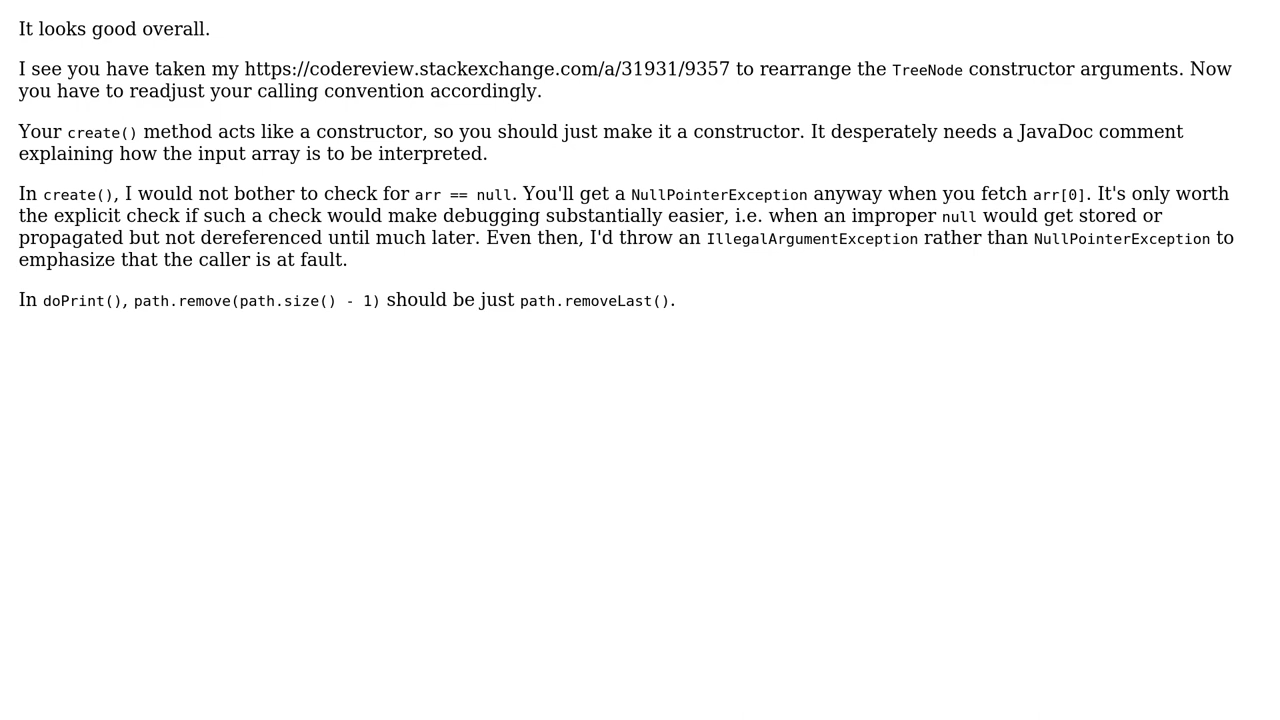 It looks good overall.
I see you have taken my https://codereview.stackexchange.com/a/31931/9357 to rearrange the TreeNode constructor arguments. Now
you have to readjust your calling convention accordingly.
Your create() method acts like a constructor, so you should just make it a constructor. It desperately needs a JavaDoc comment
explaining how the input array is to be interpreted.
In create(), I would not bother to check for arr == null. You'll get a NullPointerException anyway when you fetch arr[0]. It's only worth
the explicit check if such a check would make debugging substantially easier, i.e. when an improper null would get stored or
propagated but not dereferenced until much later. Even then, I'd throw an IllegalArgumentException rather than NullPointerException to
emphasize that the caller is at fault.
In doPrint(), path.remove(path.size() - 1) should be just path.removeLast().